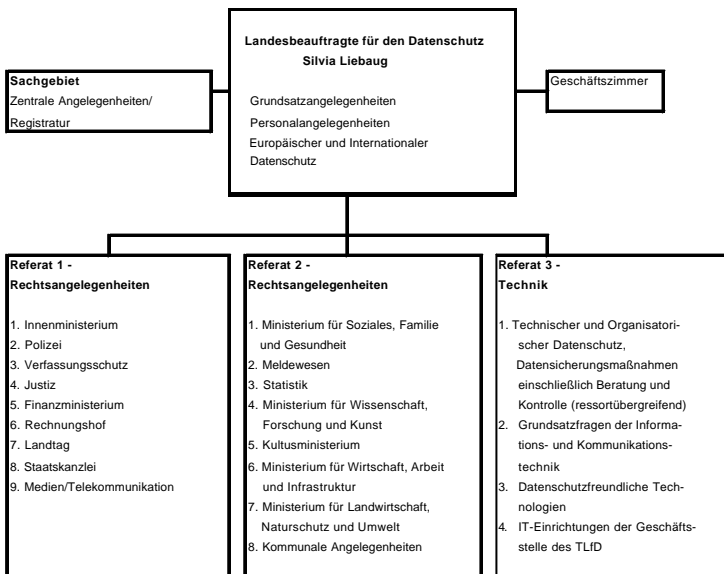 Landesbeauftragte für den Datenschutz
Silvia Liebaug
Grundsatzangelegenheiten
Personalangelegenheiten
Europäischer und Internationaler
Datenschutz
Sachgebiet
Zentrale Angelegenheiten/
Registratur
Geschäftszimmer
Referat 1 -
Rechtsangelegenheiten
1. Innenministerium
2. Polizei
3. Verfassungsschutz
4. Justiz
5. Finanzministerium
6. Rechnungshof
7. Landtag
8. Staatskanzlei
9. Medien/Telekommunikation
Referat 2 -
Rechtsangelegenheiten
1. Ministerium für Soziales, Familie
und Gesundheit
2. Meldewesen
3. Statistik
4. Ministerium für Wissenschaft,
Forschung und Kunst
5. Kultusministerium
6. Ministerium für Wirtschaft, Arbeit
und Infrastruktur
7. Ministerium für Landwirtschaft,
Naturschutz und Umwelt
8. Kommunale Angelegenheiten
Referat 3 -
Technik
1. Technischer und Organisatori-
scher Datenschutz,
Datensicherungsmaßnahmen
einschließlich Beratung und
Kontrolle (ressortübergreifend)
2. Grundsatzfragen der Informa-
tions- und Kommunikations-
technik
3. Datenschutzfreundliche Tech-
nologien
4. IT-Einrichtungen der Geschäfts-
stelle des TLfD